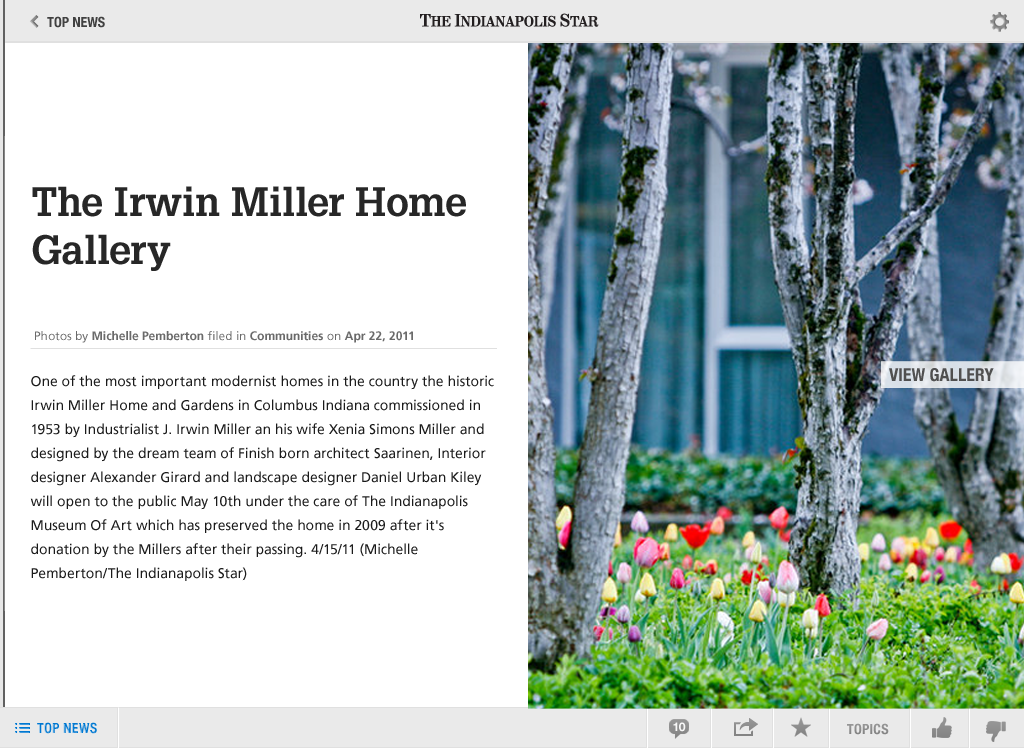 TOP NEWS
THE INDIANAPOLIS STAR
The Irwin Miller Home
Gallery
Photos by Michelle Pemberton filed in Communities on Apr 22, 2011
One of the most important modernist homes in the country the historic
Irwin Miller Home and Gardens in Columbus Indiana commissioned in
1953 by Industrialist J. Irwin Miller an his wife Xenia Simons Miller and
designed by the dream team of Finish born architect Saarinen, Interior
designer Alexander Girard and landscape designer Daniel Urban Kiley
will open to the public May 10th under the care of The Indianapolis
Museum Of Art which has preserved the home in 2009 after it's
donation by the Millers after their passing. 4/15/11 (Michelle
Pemberton/The Indianapolis Star)
VIEW GALLERY
TOP NEWS
10
TOPICS